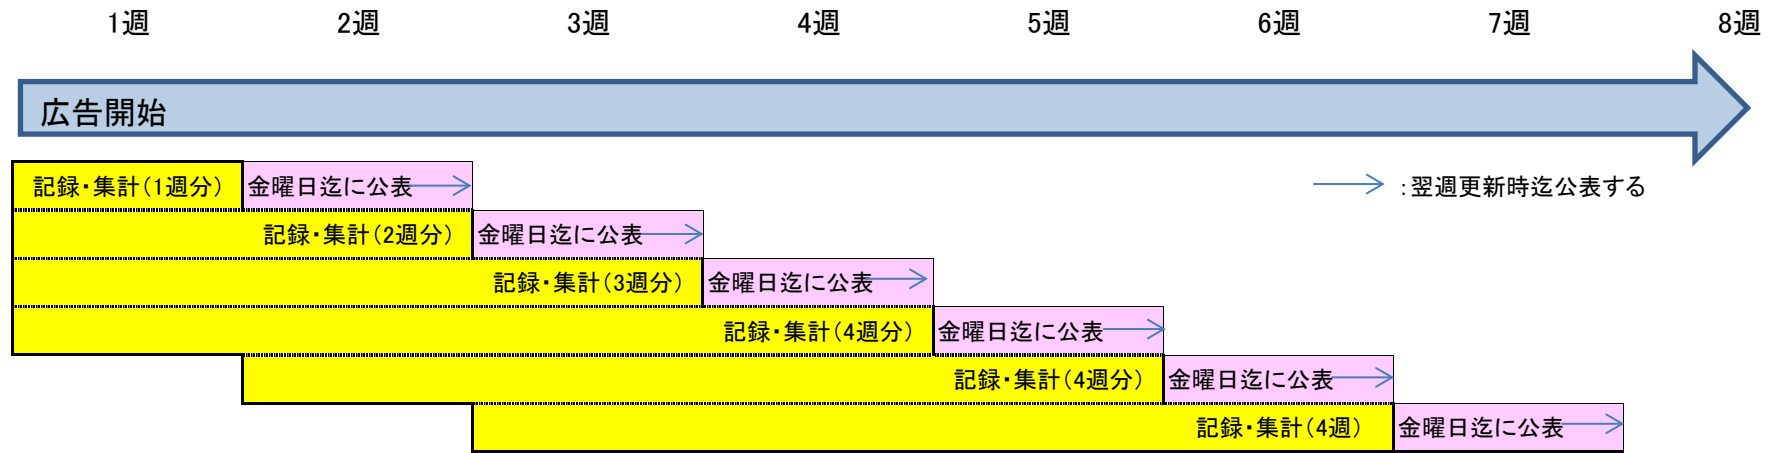 1週 2週 3週 4週 5週 6週 7週 8週
広告開始
記録・集計(1週分) 金曜日迄に公表 :翌週更新時迄公表する
記録・集計(2週分) 金曜日迄に公表
記録・集計(3週分) 金曜日迄に公表
記録・集計(4週分) 金曜日迄に公表
記録・集計(4週分) 金曜日迄に公表
記録・集計(4週) 金曜日迄に公表